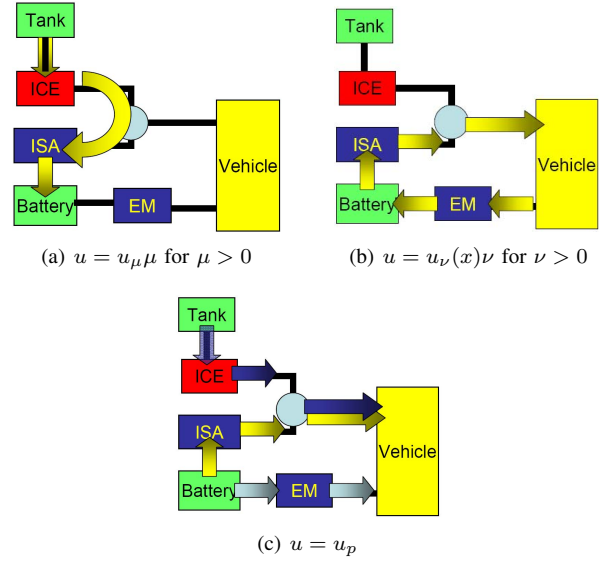 Tank
ICE
ISA
Battery
EM
Vehicle
(a) u = u_μμ for μ > 0
Tank
ICE
ISA
Battery
EM
Vehicle
(b) u = u_ν(x)ν for ν > 0
Tank
ICE
ISA
Battery
EM
Vehicle
(c) u = u_p